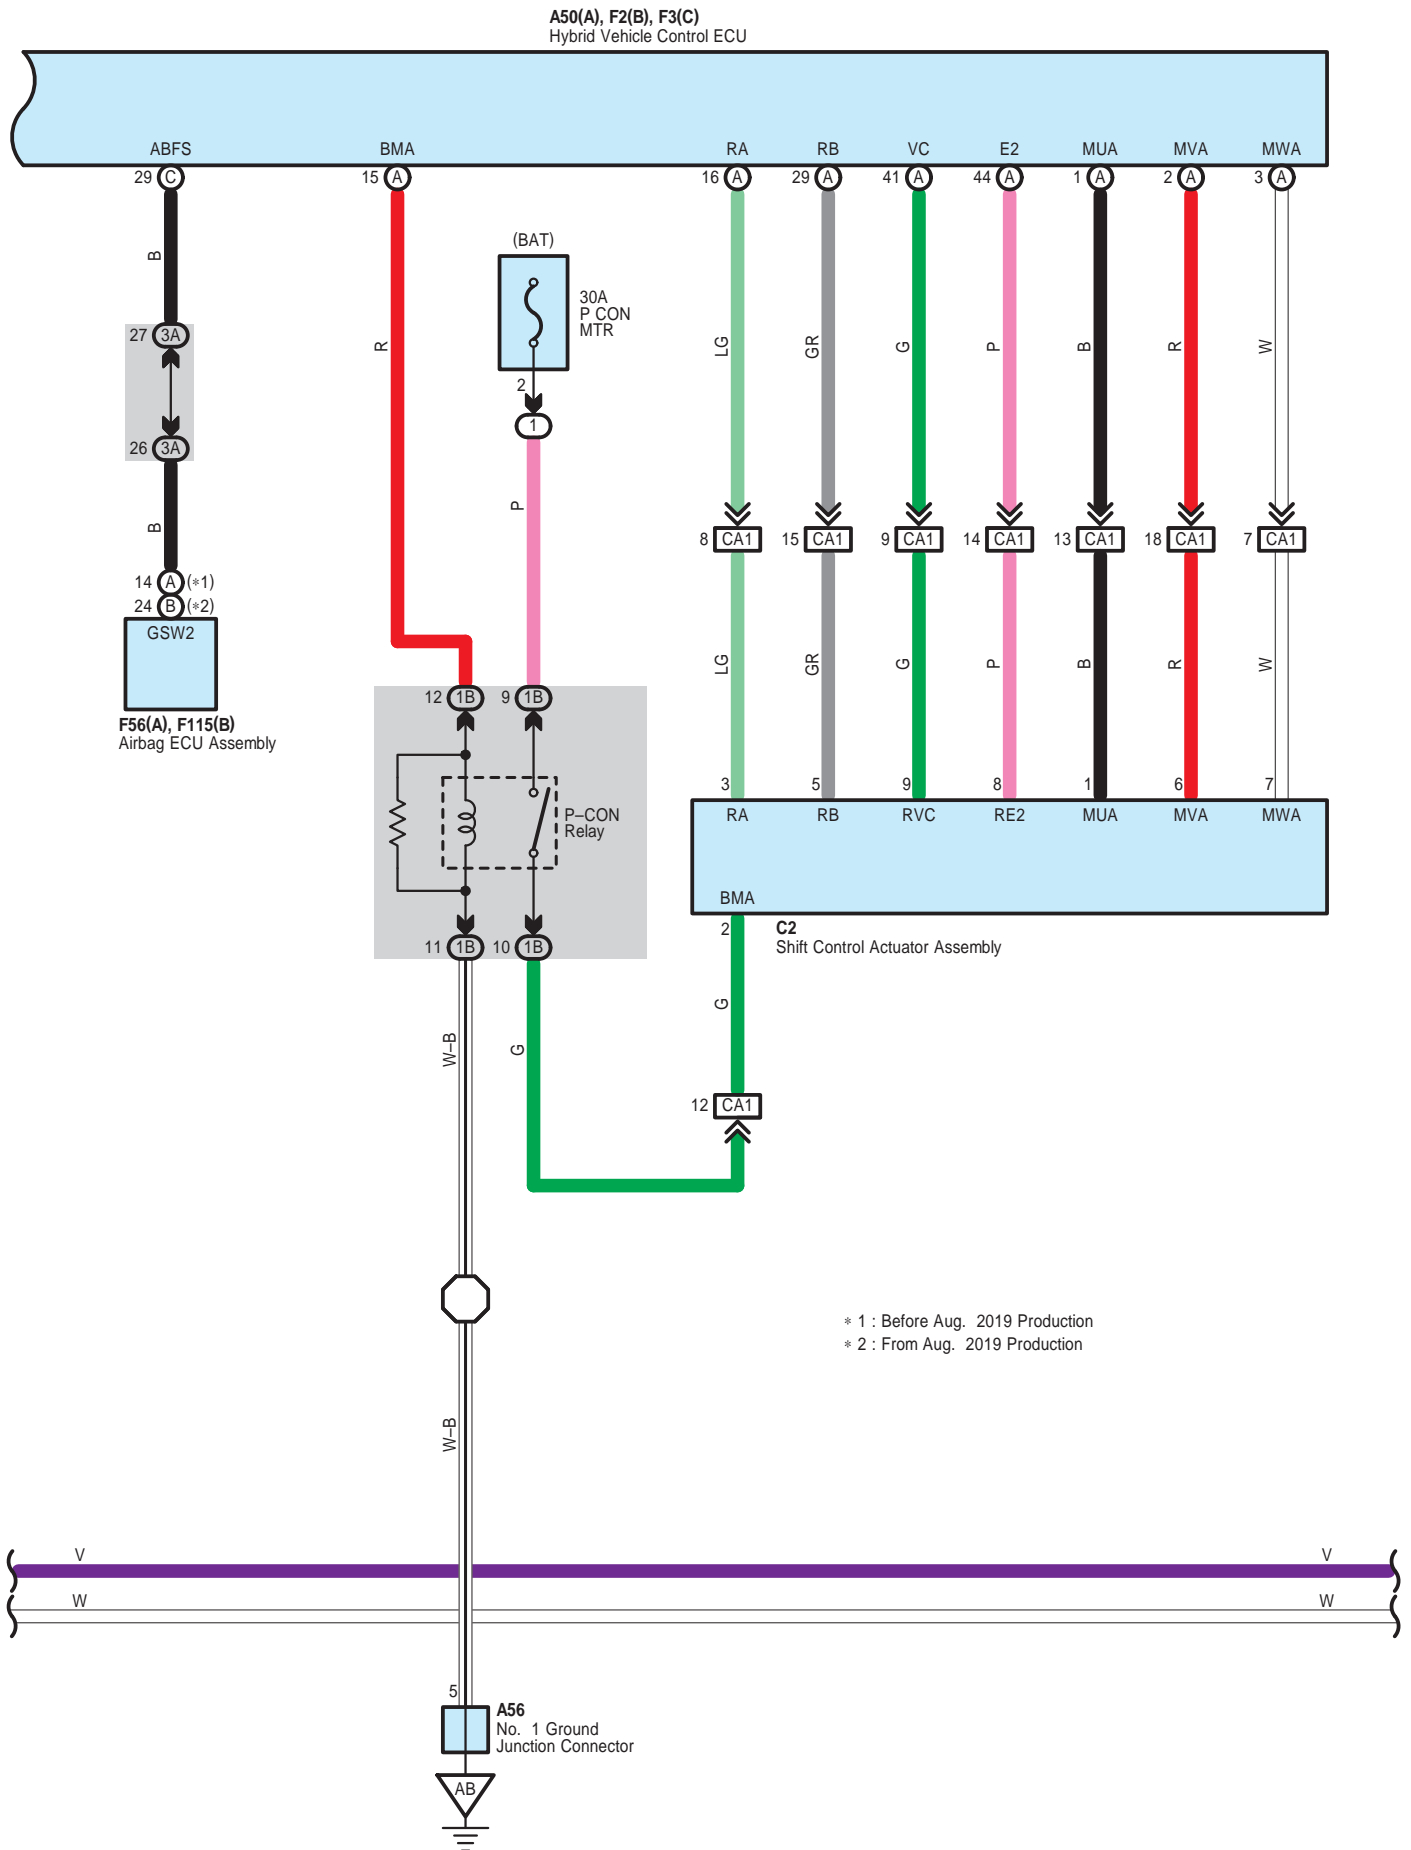 A50(A), F2(B), F3(C)
Hybrid Vehicle Control ECU
ABFS BMA RA RB VC E2 MUA MVA MWA
29 C 15 A 16 A 29 A 41 A 44 A 1 A 2 A 3 A
B
(BAT)
30A
P CON
MTR
27 3A
R LG GR G P B R W
2
1
26 3A
P
B
8 CA1 15 CA1 9 CA1 14 CA1 13 CA1 18 CA1 7 CA1
14 A (*1)
24 B (*2)
GSW2
F56(A), F115(B)
Airbag ECU Assembly
LG GR G P B R W
12 1B 9 1B
3 5 9 8 1 6 7
RA RB RVC RE2 MUA MVA MWA
P–CON
Relay
BMA
2
C2
Shift Control Actuator Assembly
11 1B 10 1B
G
W–B
G
12 CA1
* 1 : Before Aug. 2019 Production
* 2 : From Aug. 2019 Production
W–B
V V
W W
5
A56
No. 1 Ground
Junction Connector
AB